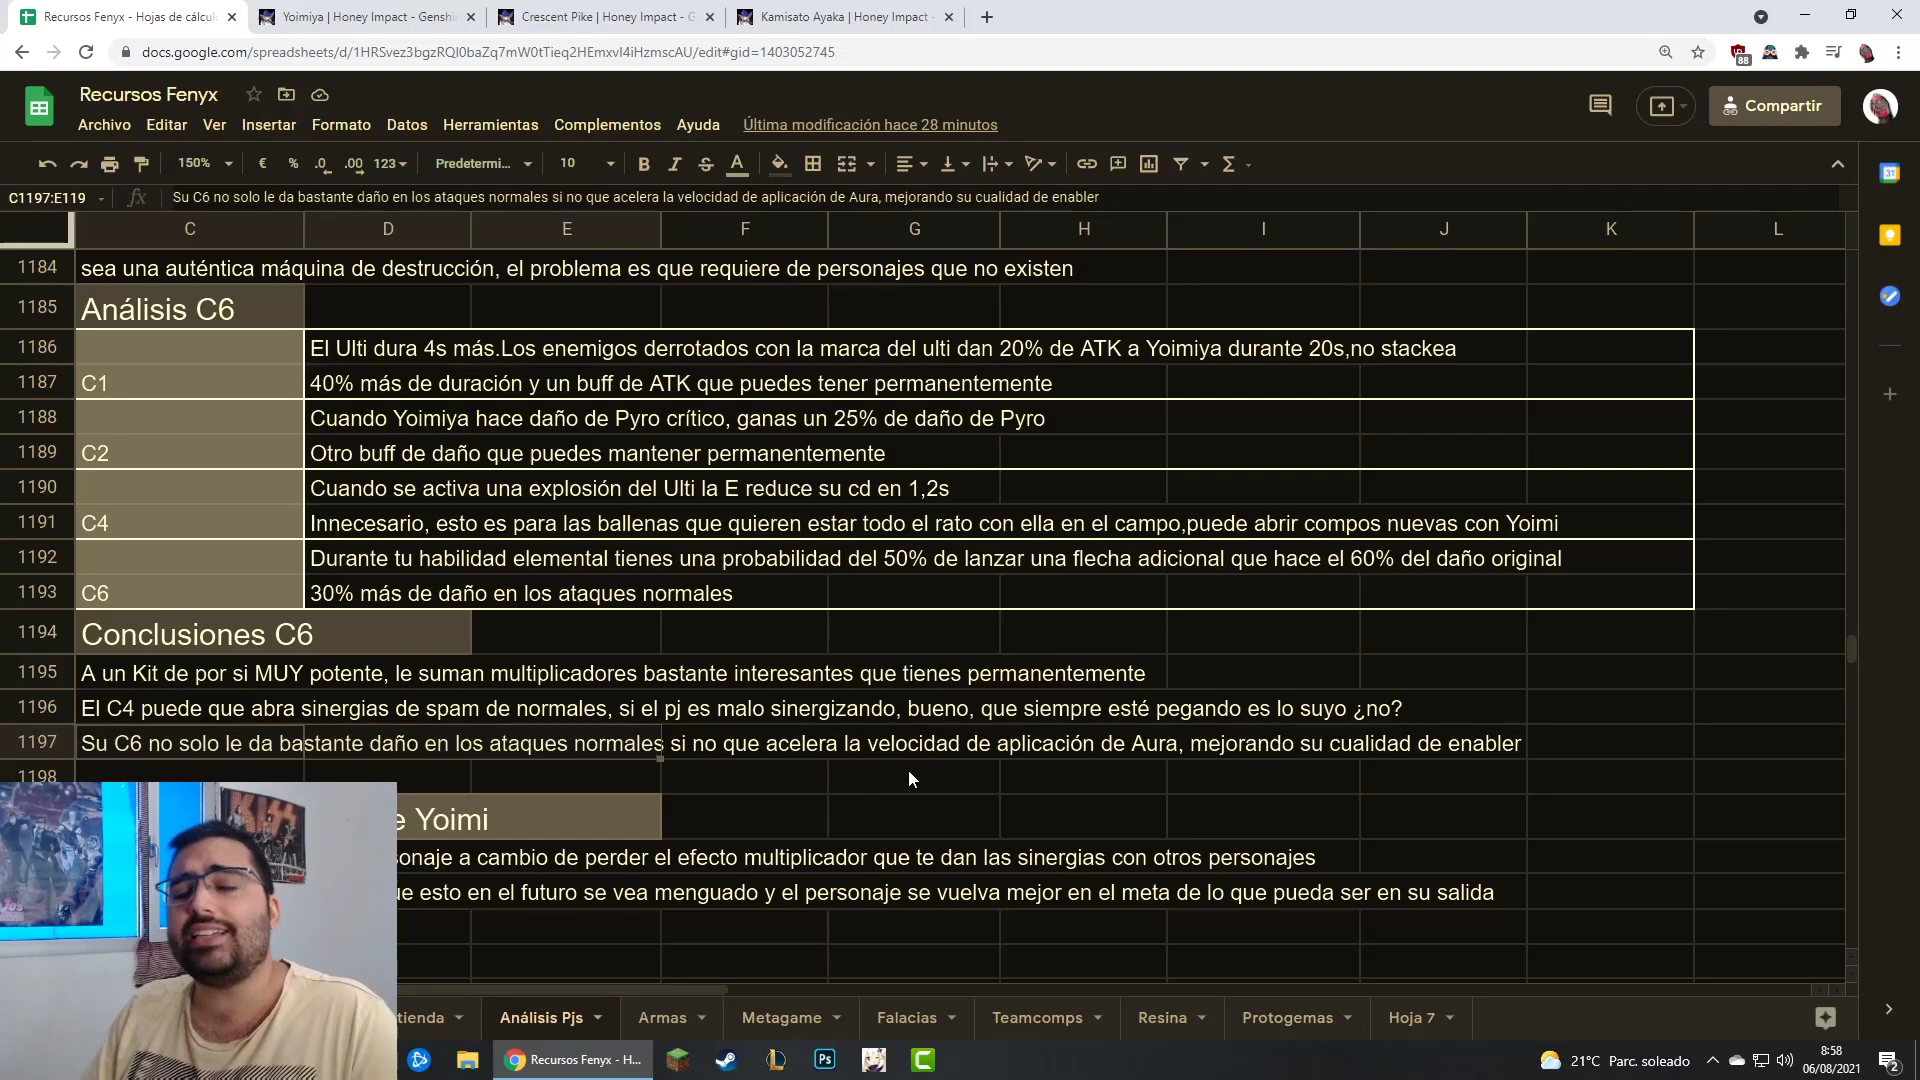 Recursos Fenyx - Hojas de cálcul
Yoimiya | Honey Impact - Genshi
Crescent Pike | Honey Impact - G
Kamisato Ayaka | Honey Impact -
docs.google.com/spreadsheets/d/1HRSvez3bgzRQI0baZq7mW0tTieq2HEmxvl4iHzmscAU/edit#gid=1403052745
88
Recursos Fenyx
Archivo Editar Ver Insertar Formato Datos Herramientas Complementos Ayuda Última modificación hace 28 minutos
Compartir
150% € % .0 .00 123 Predetermi... 10 B I S A Σ
C1197:E119 fx Su C6 no solo le da bastante daño en los ataques normales si no que acelera la velocidad de aplicación de Aura, mejorando su cualidad de enabler
C D E F G H I J K L
1184 sea una auténtica máquina de destrucción, el problema es que requiere de personajes que no existen
1185 Análisis C6
1186 El Ulti dura 4s más.Los enemigos derrotados con la marca del ulti dan 20% de ATK a Yoimiya durante 20s,no stackea
1187 C1 40% más de duración y un buff de ATK que puedes tener permanentemente
1188 Cuando Yoimiya hace daño de Pyro crítico, ganas un 25% de daño de Pyro
1189 C2 Otro buff de daño que puedes mantener permanentemente
1190 Cuando se activa una explosión del Ulti la E reduce su cd en 1,2s
1191 C4 Innecesario, esto es para las ballenas que quieren estar todo el rato con ella en el campo,puede abrir compos nuevas con Yoimi
1192 Durante tu habilidad elemental tienes una probabilidad del 50% de lanzar una flecha adicional que hace el 60% del daño original
1193 C6 30% más de daño en los ataques normales
1194 Conclusiones C6
1195 A un Kit de por si MUY potente, le suman multiplicadores bastante interesantes que tienes permanentemente
1196 El C4 puede que abra sinergias de spam de normales, si el pj es malo sinergizando, bueno, que siempre esté pegando es lo suyo ¿no?
1197 Su C6 no solo le da bastante daño en los ataques normales si no que acelera la velocidad de aplicación de Aura, mejorando su cualidad de enabler
1198
e Yoimi
sonaje a cambio de perder el efecto multiplicador que te dan las sinergias con otros personajes
ue esto en el futuro se vea menguado y el personaje se vuelva mejor en el meta de lo que pueda ser en su salida
tienda Análisis Pjs Armas Metagame Falacias Teamcomps Resina Protogemas Hoja 7
Recursos Fenyx - H...
Ps
21°C Parc. soleado
8:58
06/08/2021
2